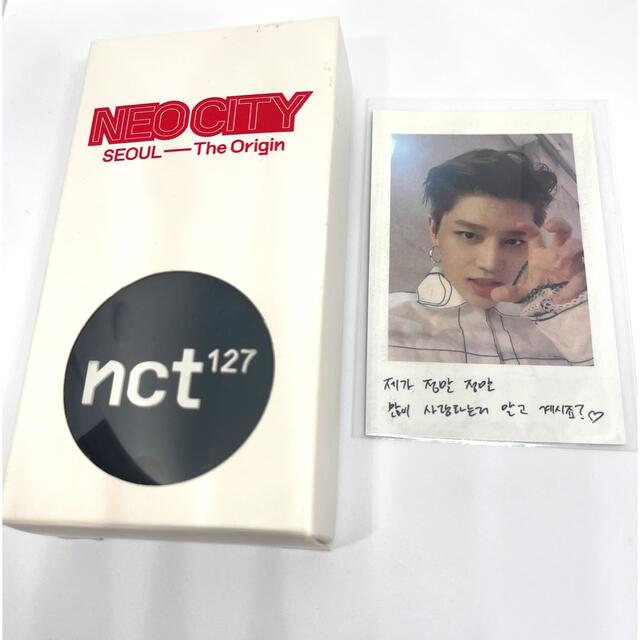 NEO CITY
SEOUL — The Origin
nct 127
제가 정말 정말
많이 사랑하는거 알고 계시죠?♡